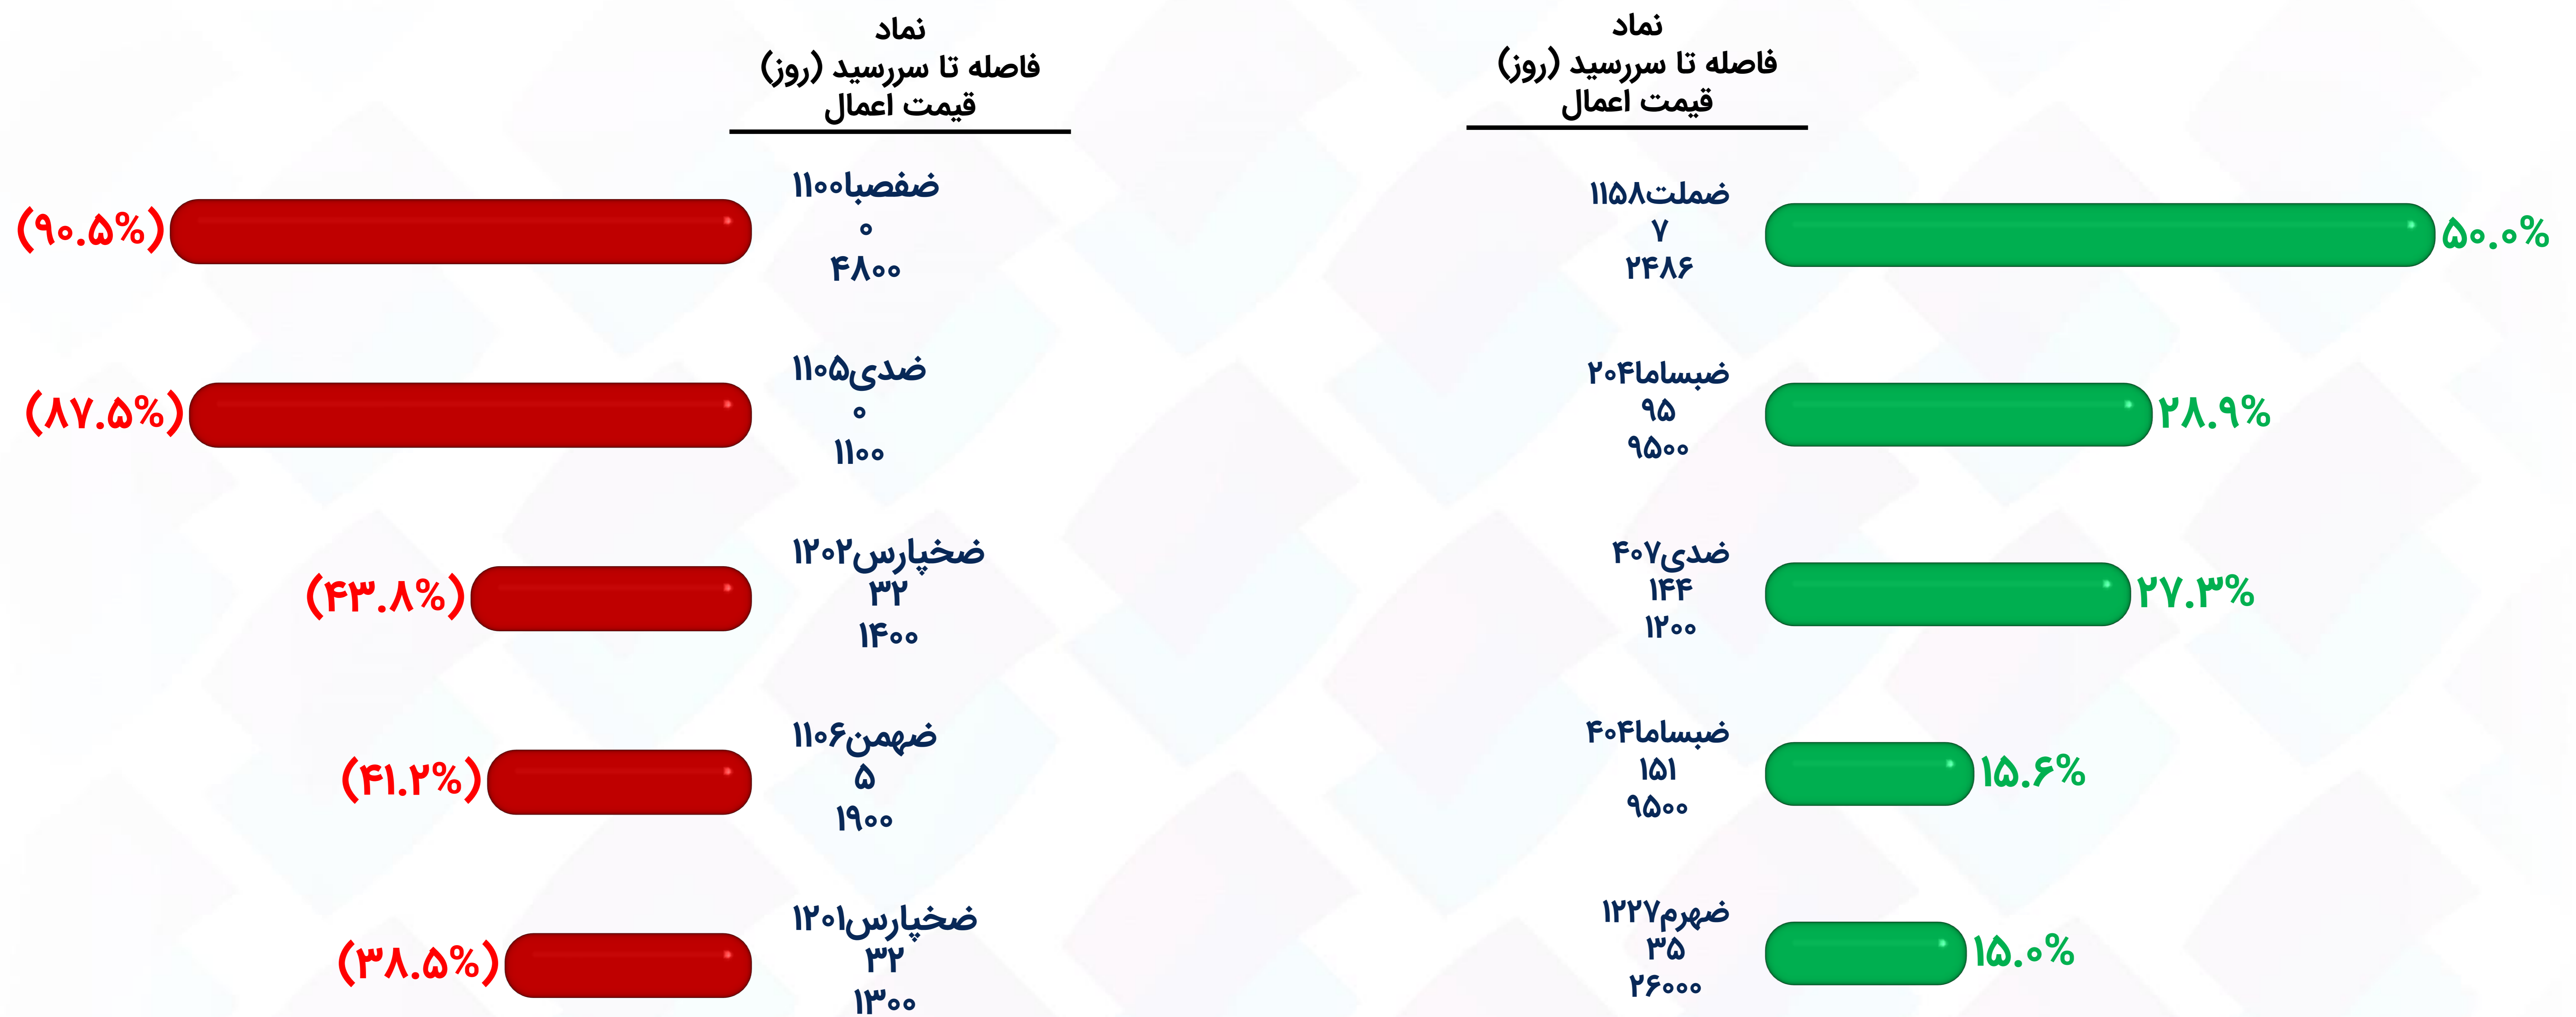 نماد
فاصله تا سررسید (روز)
قیمت اعمال
ضملت۱۱۵۸
۷
۲۴۸۶
۵۰.۰%
ضبساما۲۰۴
۹۵
۹۵۰۰
۲۸.۹%
ضدی۴۰۷
۱۴۴
۱۲۰۰
۲۷.۳%
ضبساما۴۰۴
۱۵۱
۹۵۰۰
۱۵.۶%
ضهرم۱۲۲۷
۳۵
۲۶۰۰۰
۱۵.۰%
نماد
فاصله تا سررسید (روز)
قیمت اعمال
ضفصبا۱۱۰۰
۰
۴۸۰۰
(۹۰.۵%)
ضدی۱۱۰۵
۰
۱۱۰۰
(۸۷.۵%)
ضخپارس۱۲۰۲
۳۲
۱۴۰۰
(۴۳.۸%)
ضهمن۱۱۰۶
۵
۱۹۰۰
(۴۱.۲%)
ضخپارس۱۲۰۱
۳۲
۱۳۰۰
(۳۸.۵%)